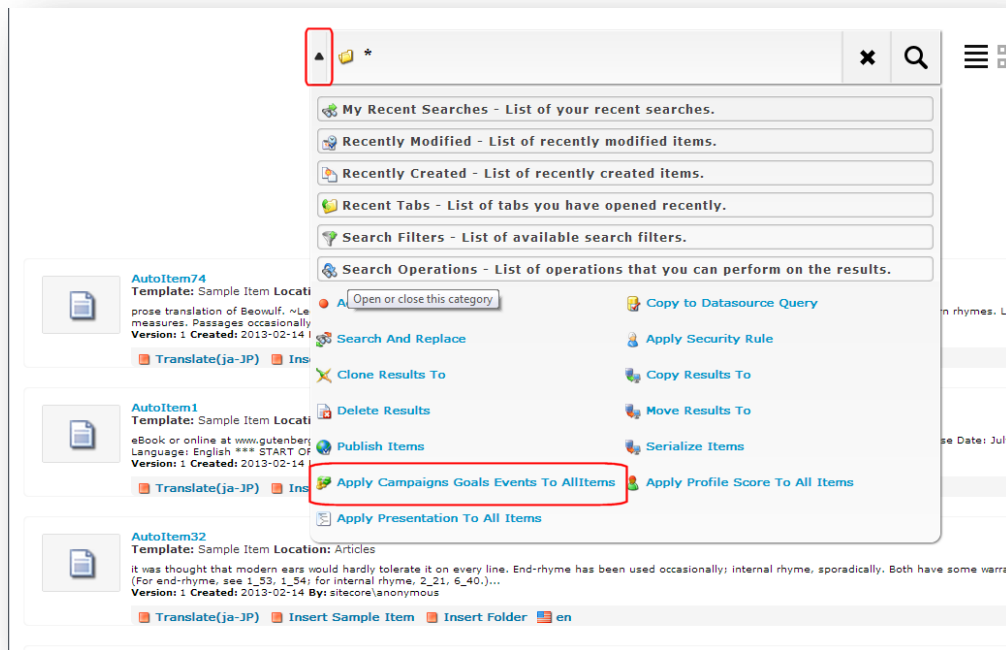 *
My Recent Searches - List of your recent searches.
Recently Modified - List of recently modified items.
Recently Created - List of recently created items.
Recent Tabs - List of tabs you have opened recently.
Search Filters - List of available search filters.
Search Operations - List of operations that you can perform on the results.
Open or close this category
Copy to Datasource Query
Search And Replace
Apply Security Rule
Clone Results To
Copy Results To
Delete Results
Move Results To
Publish Items
Serialize Items
Apply Campaigns Goals Events To AllItems
Apply Profile Score To All Items
Apply Presentation To All Items
AutoItem74
Template: Sample Item
prose translation of Beowulf.
n rhymes. L
measures. Passages occasionally
Version: 1 Created: 2013-02-14
Translate(ja-JP)
AutoItem1
Template: Sample Item
eBook or online at
se Date: Jul
Language: English *** START
Version: 1 Created: 2013-02-14
Translate(ja-JP)
AutoItem32
Template: Sample Item Location: Articles
it was thought that modern ears would hardly tolerate it on every line. End-rhyme has been used occasionally; internal rhyme, sporadically. Both have some warra
(For end-rhyme, see 1_53, 1_54; for internal rhyme, 2_21, 6_40.)...
Version: 1 Created: 2013-02-14 By: sitecore\anonymous
Translate(ja-JP) Insert Sample Item Insert Folder en